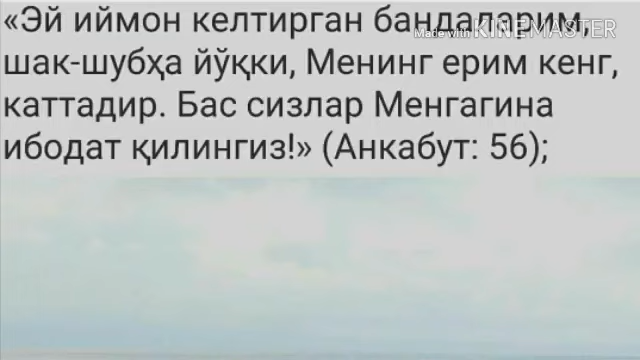 «Эй иймон келтирган бандаларим,
шак-шубҳа йўқки, Менинг ерим кенг,
каттадир. Бас сизлар Менгагина
ибодат қилингиз!» (Анкабут: 56);
Made with KINEMASTER